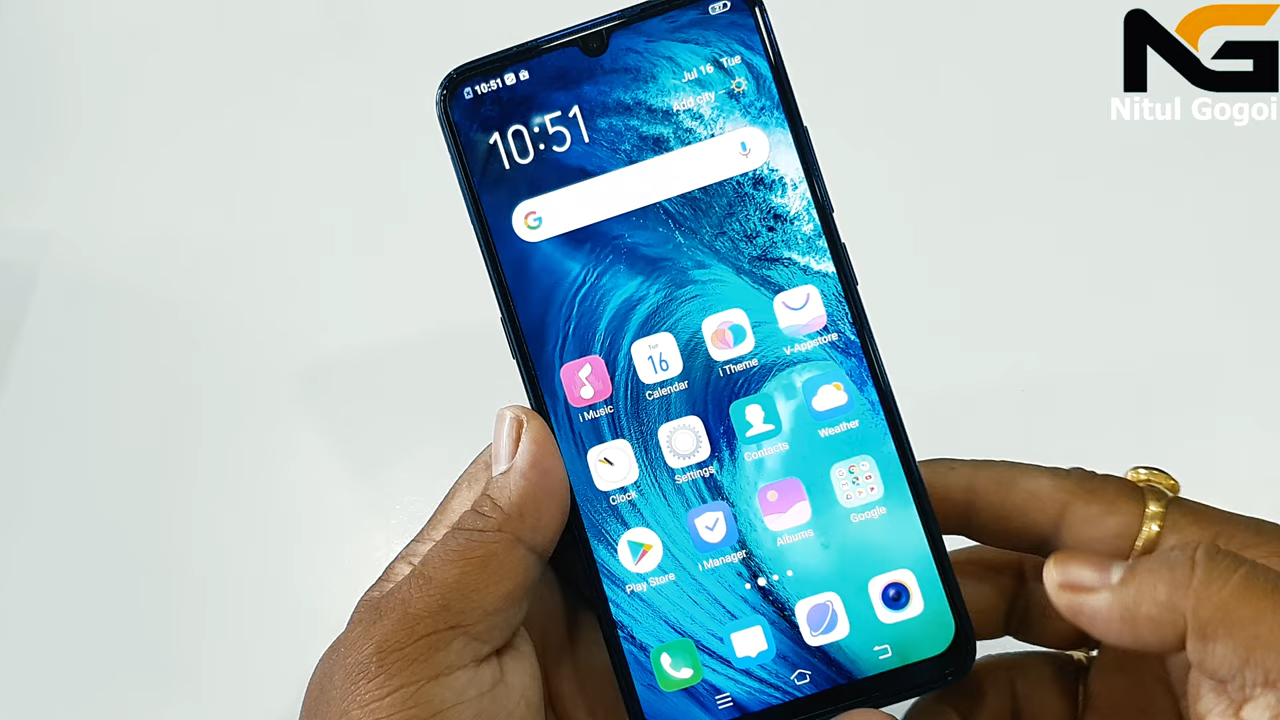 NG
Nitul Gogoi
27
10:51
Jul 16 Tue
Add city
10:51
G
i Music
Tue
16
Calendar
i Theme
V-Appstore
Clock
Settings
Contacts
Weather
Play Store
i Manager
Albums
Google